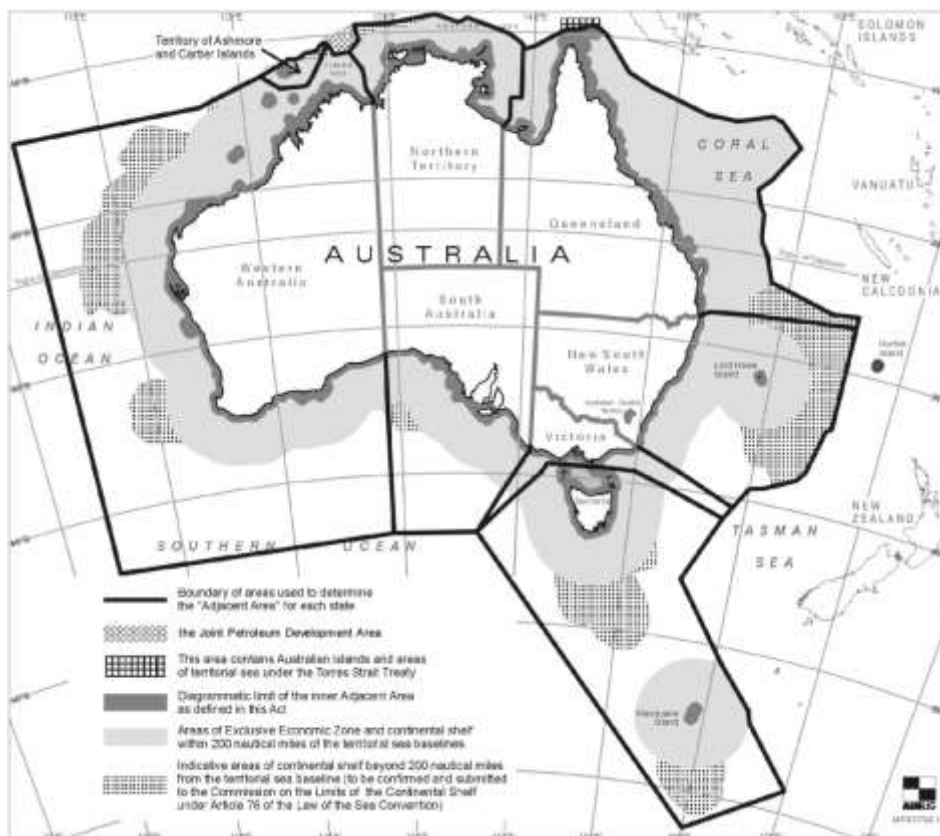 SOLOMON
ISLANDS
Territory of Ashmore
and Cartier Islands
CORAL
SEA
Northern
Territory
VANUATU
Queensland
AUSTRALIA
Western
Australia
NEW
CALEDONIA
South
Australia
INDIAN
OCEAN
Norfolk
Island
New South
Wales
Lord Howe
Island
Victoria
Tasmania
NEW
ZEALAND
TASMAN
SEA
SOUTHERN OCEAN
Boundary of areas used to determine
the "Adjacent Area" for each state
the Joint Petroleum Development Area
This area contains Australian islands and areas
of territorial sea under the Torres Strait Treaty
Diagrammatic limit of the inner Adjacent Area
as defined in this Act
Macquarie
Island
Areas of Exclusive Economic Zone and continental shelf
within 200 nautical miles of the territorial sea baselines
Indicative areas of continental shelf beyond 200 nautical miles
from the territorial sea baseline (to be confirmed and submitted
to the Commission on the Limits of the Continental Shelf
under Article 76 of the Law of the Sea Convention)
AUSLIG